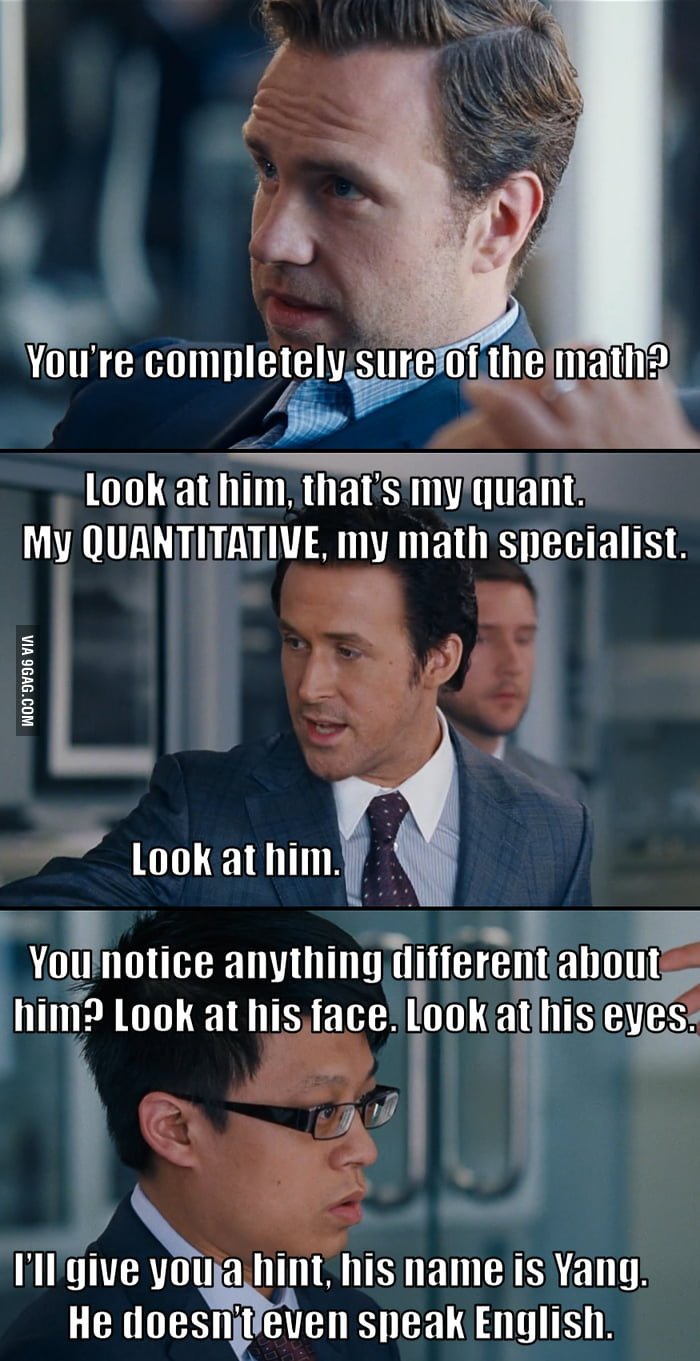 You're completely sure of the math?
Look at him, that's my quant.
My QUANTITATIVE, my math specialist.
VIA 9GAG.COM
Look at him.
You notice anything different about
him? Look at his face. Look at his eyes.
I'll give you a hint, his name is Yang.
He doesn't even speak English.